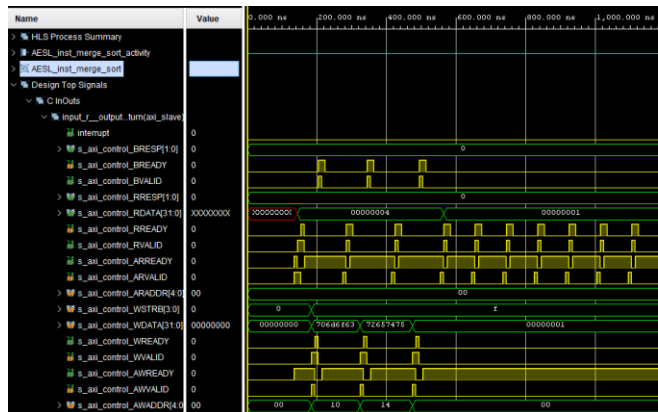 Name Value 0.000 ns 200.000 ns 400.000 ns 600.000 ns 800.000 ns 1,000.000 ns
HLS Process Summary
AESL_inst_merge_sort_activity
AESL_inst_merge_sort
Design Top Signals
C InOuts
input_r__output..turn(axi_slave)
interrupt 0
s_axi_control_BRESP[1:0] 0 0
s_axi_control_BREADY 0
s_axi_control_BVALID 0
s_axi_control_RRESP[1:0] 0 0
s_axi_control_RDATA[31:0] XXXXXXXX XXXXXXXX 00000004 00000001
s_axi_control_RREADY 0
s_axi_control_RVALID 0
s_axi_control_ARREADY 0
s_axi_control_ARVALID 0
s_axi_control_ARADDR[4:0] 00 00
s_axi_control_WSTRB[3:0] 0 0 f
s_axi_control_WDATA[31:0] 00000000 00000000 706d6f63 72657475 00000001
s_axi_control_WREADY 0
s_axi_control_WVALID 0
s_axi_control_AWREADY 0
s_axi_control_AWVALID 0
s_axi_control_AWADDR[4:0 00 00 10 14 00